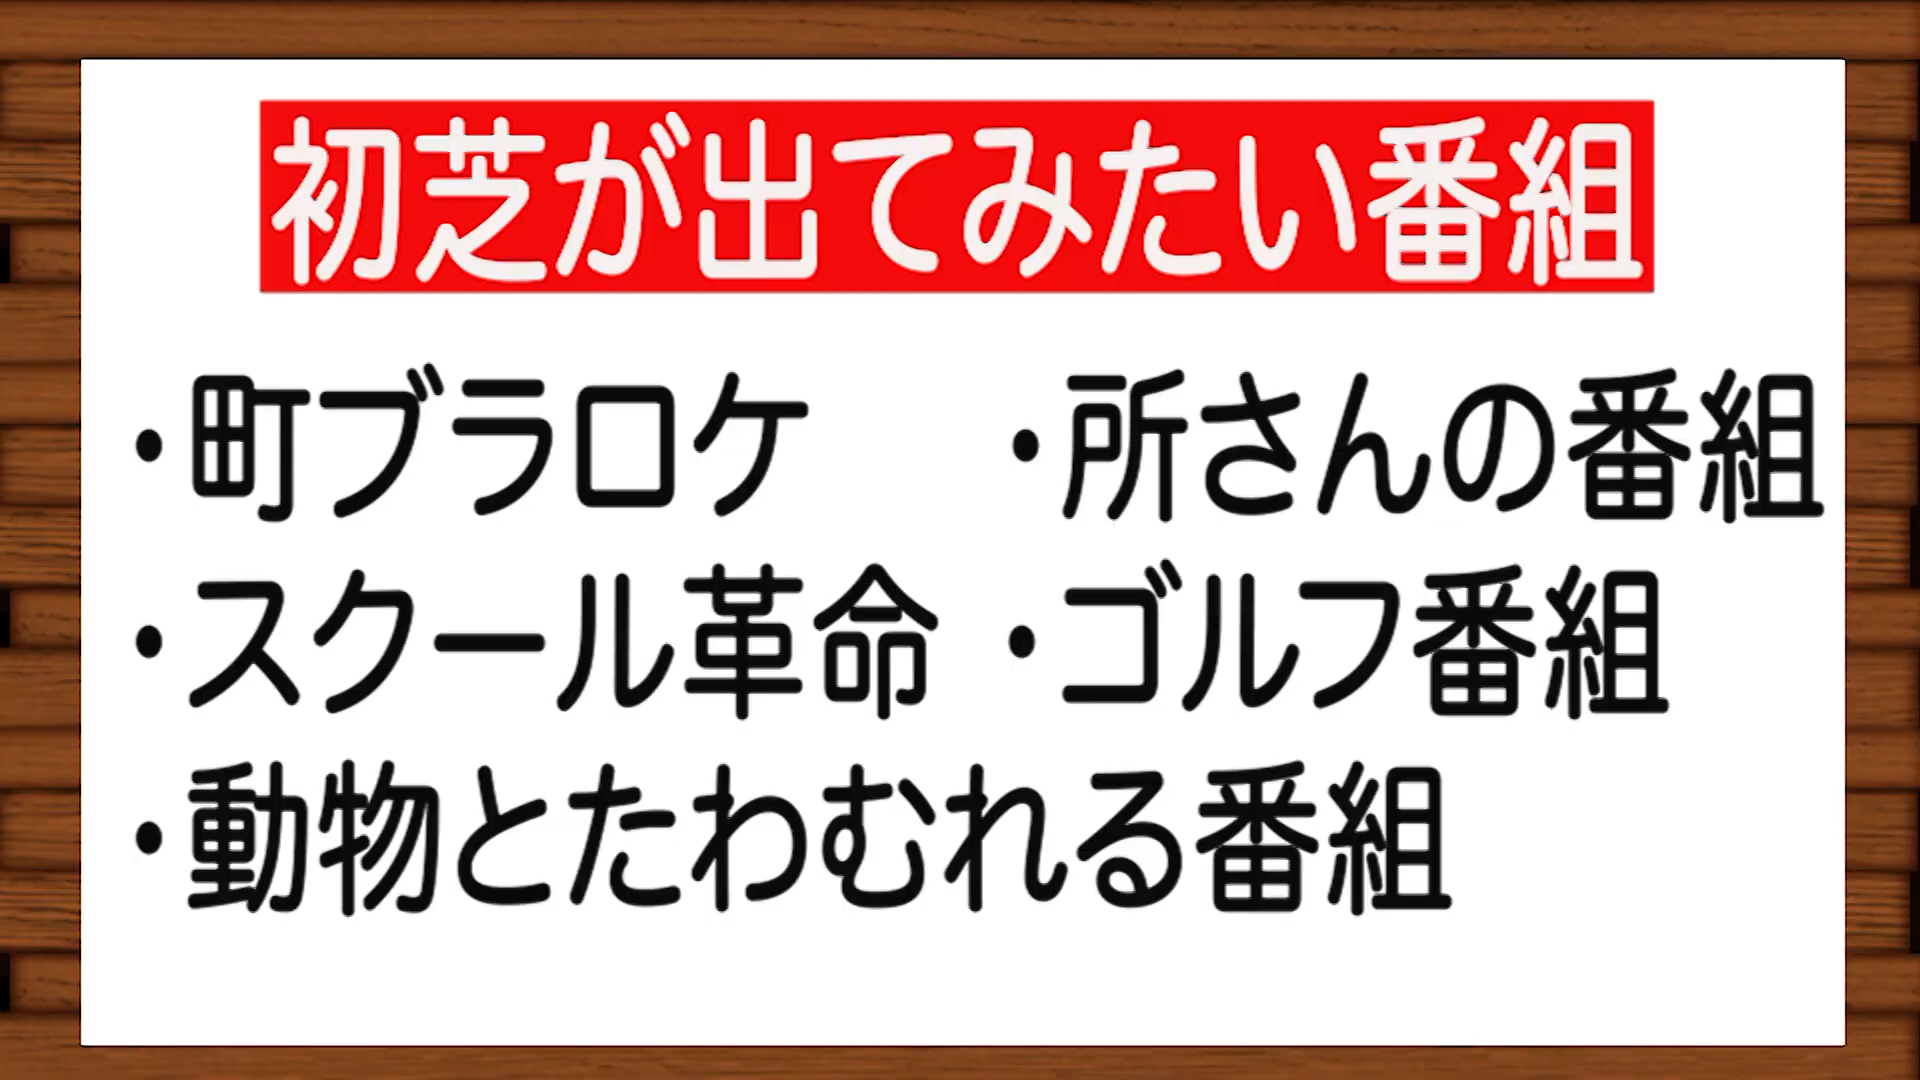 初芝が出てみたい番組
・町ブラロケ ・所さんの番組
・スクール革命 ・ゴルフ番組
・動物とたわむれる番組